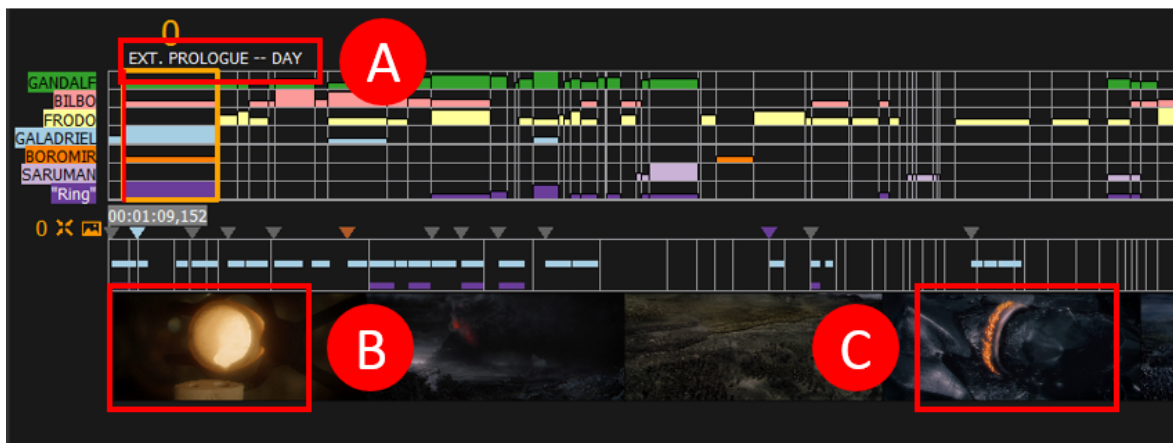 0
EXT. PROLOGUE -- DAY
A
GANDALF
BILBO
FRODO
GALADRIEL
BOROMIR
SARUMAN
"Ring"
00:01:09,152
0
B
C